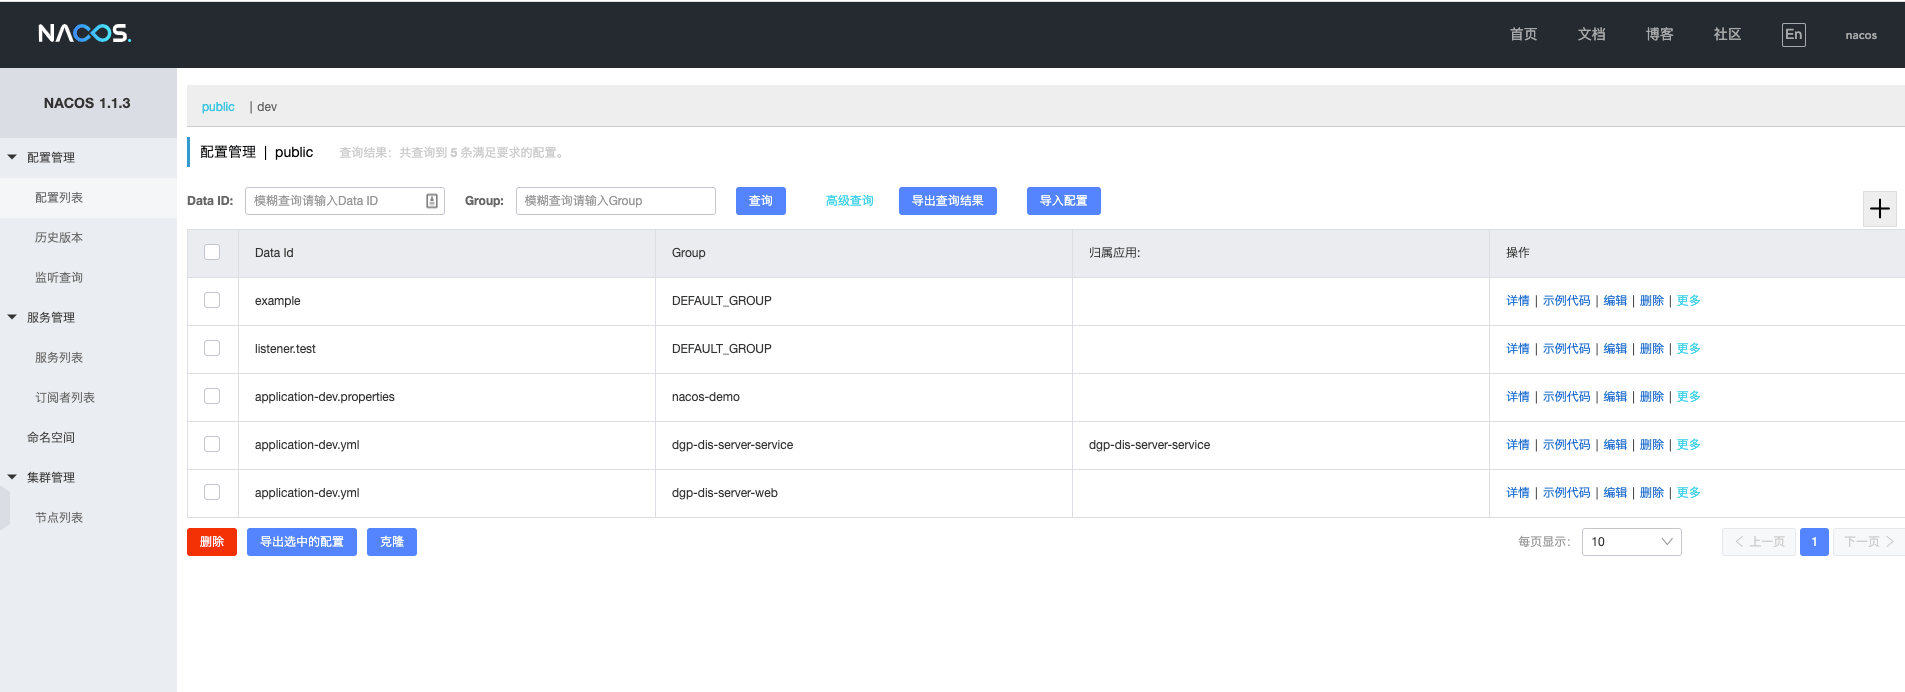 NACOS.
首页 文档 博客 社区 En nacos
NACOS 1.1.3
配置管理
配置列表
历史版本
监听查询
服务管理
服务列表
订阅者列表
命名空间
集群管理
节点列表
public | dev
配置管理 | public 查询结果：共查询到 5 条满足要求的配置。
Data ID: 模糊查询请输入Data ID Group: 模糊查询请输入Group 查询 高级查询 导出查询结果 导入配置
Data Id Group 归属应用: 操作
example DEFAULT_GROUP 详情 | 示例代码 | 编辑 | 删除 | 更多
listener.test DEFAULT_GROUP 详情 | 示例代码 | 编辑 | 删除 | 更多
application-dev.properties nacos-demo 详情 | 示例代码 | 编辑 | 删除 | 更多
application-dev.yml dgp-dis-server-service dgp-dis-server-service 详情 | 示例代码 | 编辑 | 删除 | 更多
application-dev.yml dgp-dis-server-web 详情 | 示例代码 | 编辑 | 删除 | 更多
删除 导出选中的配置 克隆 每页显示: 10 上一页 1 下一页